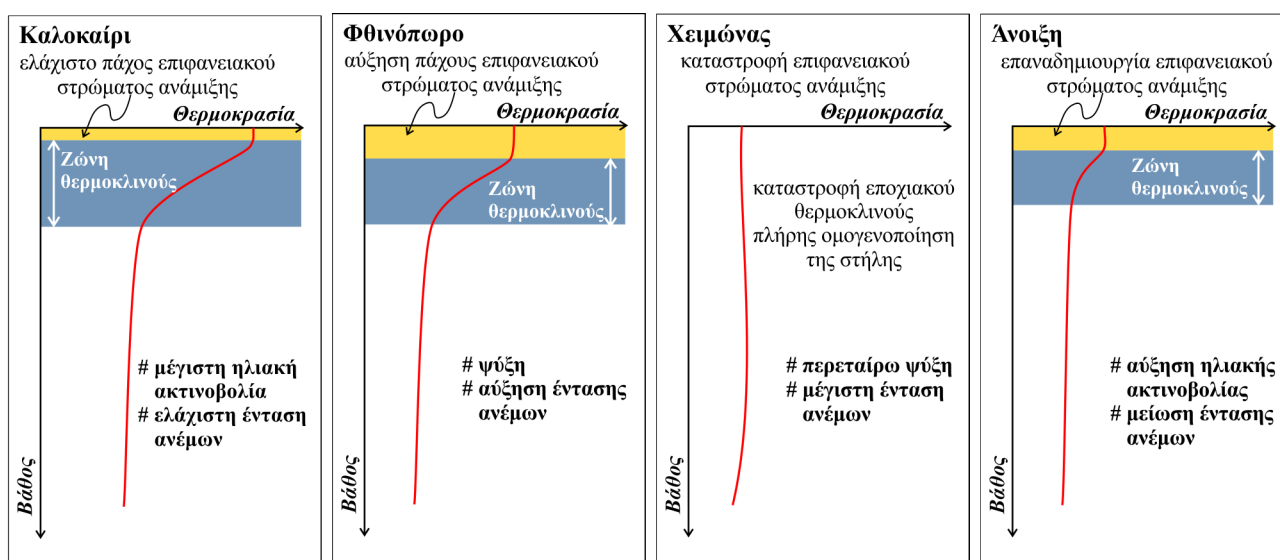 Καλοκαίρι
ελάχιστο πάχος επιφανειακού
στρώματος ανάμιξης
Θερμοκρασία
Ζώνη
θερμοκλινούς
# μέγιστη ηλιακή
ακτινοβολία
# ελάχιστη ένταση
ανέμων
Βάθος
Φθινόπωρο
αύξηση πάχους επιφανειακού
στρώματος ανάμιξης
Θερμοκρασία
Ζώνη
θερμοκλινούς
# ψύξη
# αύξηση έντασης
ανέμων
Βάθος
Χειμώνας
καταστροφή επιφανειακού
στρώματος ανάμιξης
Θερμοκρασία
καταστροφή εποχιακού
θερμοκλινούς
πλήρης ομογενοποίηση
της στήλης
# περεταίρω ψύξη
# μέγιστη ένταση
ανέμων
Βάθος
Άνοιξη
επαναδημιουργία επιφανειακού
στρώματος ανάμιξης
Θερμοκρασία
Ζώνη
θερμοκλινούς
# αύξηση ηλιακής
ακτινοβολίας
# μείωση έντασης
ανέμων
Βάθος